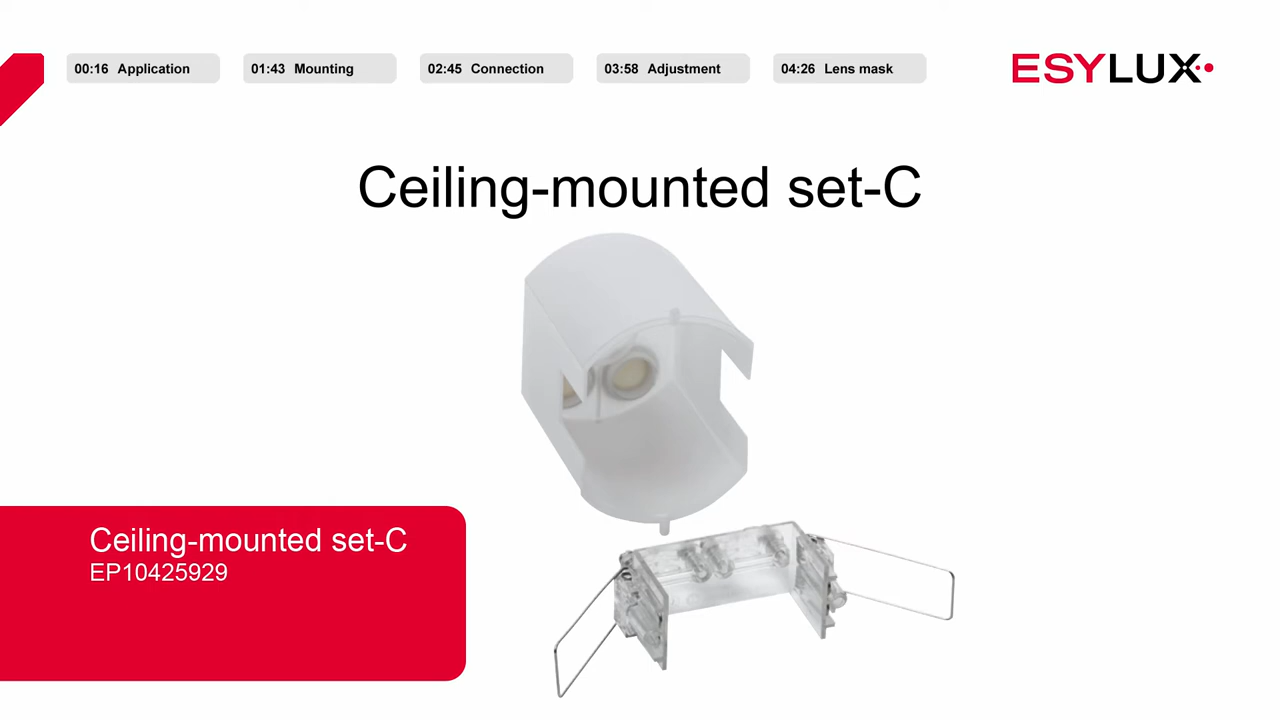 00:16 Application
01:43 Mounting
02:45 Connection
03:58 Adjustment
04:26 Lens mask
ESYLUX
Ceiling-mounted set-C
Ceiling-mounted set-C
EP10425929